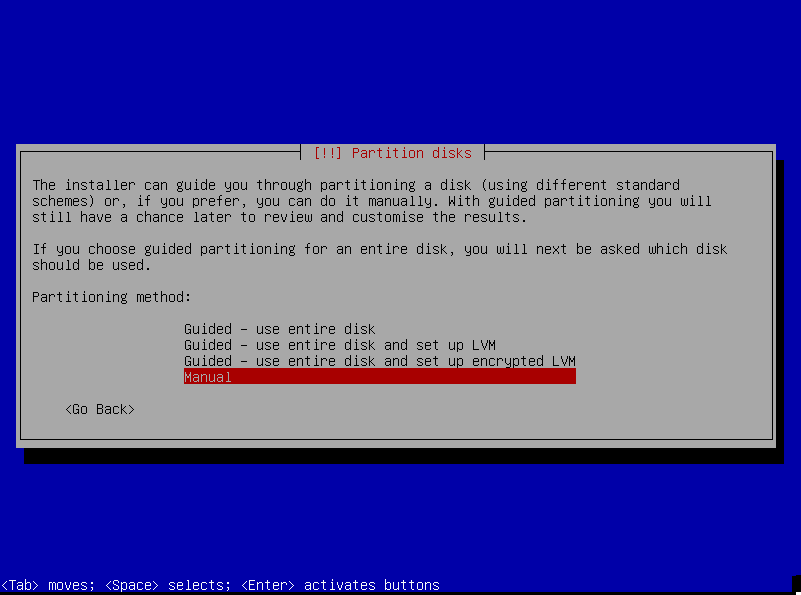 [!!] Partition disks
The installer can guide you through partitioning a disk (using different standard
schemes) or, if you prefer, you can do it manually. With guided partitioning you will
still have a chance later to review and customise the results.
If you choose guided partitioning for an entire disk, you will next be asked which disk
should be used.
Partitioning method:
Guided – use entire disk
Guided – use entire disk and set up LVM
Guided – use entire disk and set up encrypted LVM
Manual
<Go Back>
<Tab> moves; <Space> selects; <Enter> activates buttons